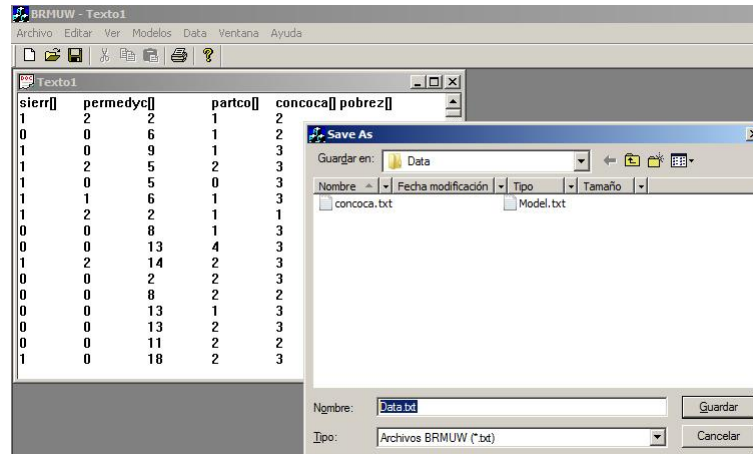 BRMUW - Texto1
Archivo Editar Ver Modelos Data Ventana Ayuda
Texto1
sierr[] permedyc[] partco[] concoca[] pobrez[]
1 2 2 1 2
0 0 6 1 2
1 0 9 1 3
1 2 5 2 3
1 0 5 0 3
1 1 6 1 3
1 2 2 1 1
0 0 8 1 3
0 0 13 4 3
1 2 14 2 3
0 0 2 2 3
0 0 8 2 2
0 0 13 1 3
0 0 13 2 3
0 0 11 2 2
1 0 18 2 3
Save As
Guardar en: Data
Nombre Fecha modificación Tipo Tamaño
concoca.txt Model.txt
Nombre: Data.txt Guardar
Tipo: Archivos BRMUW (*.txt) Cancelar